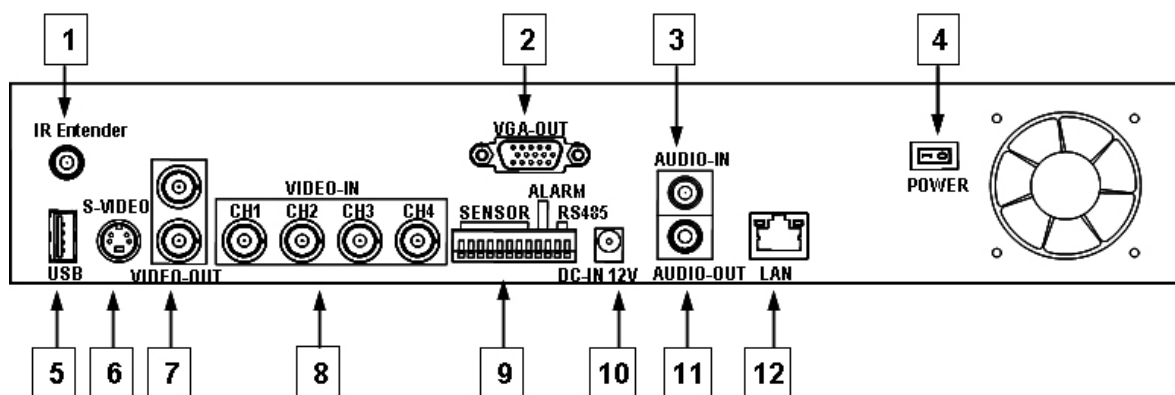 1 2 3 4
IR Entender
VGA-OUT
AUDIO-IN
POWER
S-VIDEO
VIDEO-IN
ALARM
CH1 CH2 CH3 CH4
SENSOR RS485
USB
VIDEO-OUT
DC-IN 12V
AUDIO-OUT
LAN
5 6 7 8 9 10 11 12